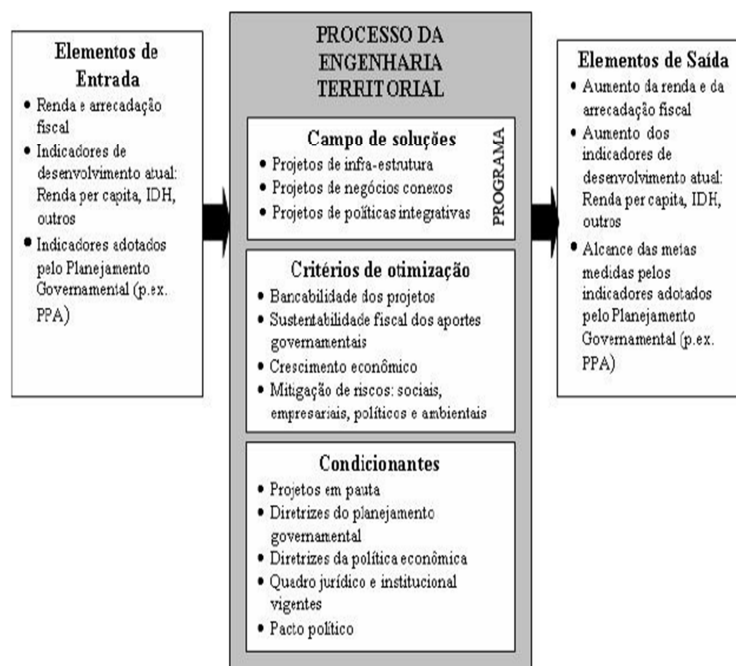 Elementos de
Entrada
• Renda e arrecadação
fiscal
• Indicadores de
desenvolvimento atual:
Renda per capita, IDH,
outros
• Indicadores adotados
pelo Planejamento
Governamental (p.ex.
PPA)
PROCESSO DA
ENGENHARIA
TERRITORIAL
Campo de soluções
• Projetos de infra-estrutura
• Projetos de negócios conexos
• Projetos de políticas integrativas
PROGRAMA
Critérios de otimização
• Bancabilidade dos projetos
• Sustentabilidade fiscal dos aportes
governamentais
• Crescimento econômico
• Mitigação de riscos: sociais,
empresariais, políticos e ambientais
Condicionantes
• Projetos em pauta
• Diretrizes do planejamento
governamental
• Diretrizes da política econômica
• Quadro jurídico e institucional
vigentes
• Pacto político
Elementos de Saída
• Aumento da renda e da
arrecadação fiscal
• Aumento dos
indicadores de
desenvolvimento atual:
Renda per capita, IDH,
outros
• Alcance das metas
medidas pelos
indicadores adotados
pelo Planejamento
Governamental (p.ex.
PPA)